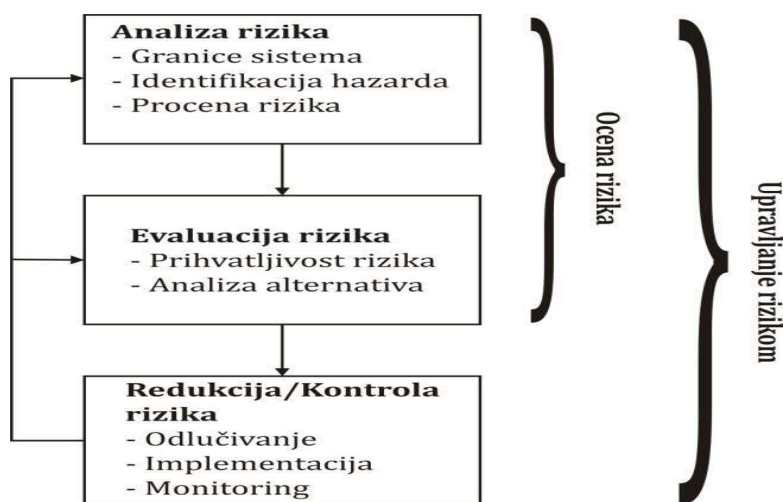 Analiza rizika
- Granice sistema
- Identifikacija hazarda
- Procena rizika
Evaluacija rizika
- Prihvatljivost rizika
- Analiza alternativa
Redukcija/Kontrola
rizika
- Odlučivanje
- Implementacija
- Monitoring
Ocena rizika
Upravljanje rizikom